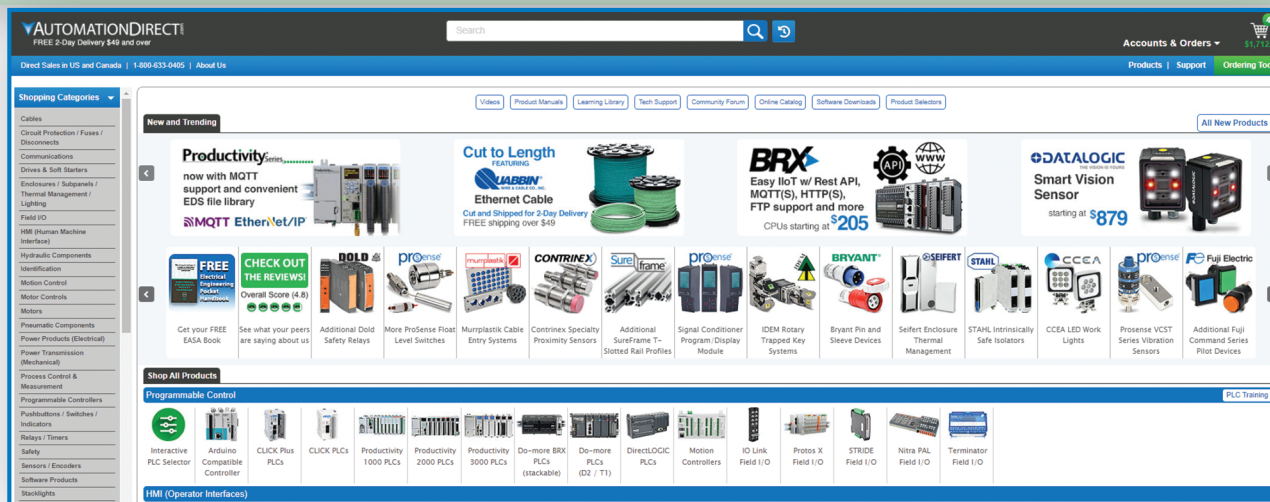 AUTOMATIONDIRECT
FREE 2-Day Delivery $49 and over
Search
Accounts & Orders
4
Direct Sales in US and Canada | 1-800-633-0405 | About Us
Products | Support
Ordering
Shopping Categories
Cables
Circuit Protection / Fuses /
Disconnects
Communications
Drives & Soft Starters
Enclosures / Subpanels /
Thermal Management /
Lighting
Field I/O
HMI (Human Machine
Interface)
Hydraulic Components
Identification
Motion Control
Motor Controls
Motors
Pneumatic Components
Power Products (Electrical)
Power Transmission
(Mechanical)
Process Control &
Measurement
Programmable Controllers
Pushbuttons / Switches /
Indicators
Relays / Timers
Safety
Sensors / Encoders
Software Products
Stacklights
Videos
Product Manuals
Learning Library
Tech Support
Community Forum
Online Catalog
Software Downloads
Product Selectors
New and Trending
All New Products
Productivity Series
now with MQTT
support and convenient
EDS file library
MQTT EtherNet/IP
Cut to Length
FEATURING
QUABBIN
WIRE & CABLE CO., INC.
Ethernet Cable
Cut and Shipped for 2-Day Delivery
FREE shipping over $49
BRX
Easy IIoT w/ Rest API,
MQTT(S), HTTP(S),
FTP support and more
CPUs starting at $205
API
WWW
DATALOGIC
THE VISION IS YOURS
Smart Vision
Sensor
starting at $879
FREE
Electrical
Engineering
Pocket
Handbook
Get your FREE
EASA Book
CHECK OUT
THE REVIEWS!
Overall Score (4.8)
See what your peers
are saying about us
DOLD
Additional Dold
Safety Relays
prosense
More ProSense Float
Level Switches
murrplastik
Murrplastik Cable
Entry Systems
CONTRINEX
Contrinex Specialty
Proximity Sensors
Sure frame
Additional
SureFrame T-
Slotted Rail Profiles
prosense
Signal Conditioner
Program/Display
Module
IDEM Rotary
Trapped Key
Systems
BRYANT
Bryant Pin and
Sleeve Devices
SEIFERT
Seifert Enclosure
Thermal
Management
STAHL
STAHL Intrinsically
Safe Isolators
CCEA
CCEA LED Work
Lights
prosense
Prosense VCST
Series Vibration
Sensors
Fuji Electric
Additional Fuji
Command Series
Pilot Devices
Shop All Products
Programmable Control
PLC Training
Interactive
PLC Selector
Arduino
Compatible
Controller
CLICK Plus
PLCs
CLICK PLCs
Productivity
1000 PLCs
Productivity
2000 PLCs
Productivity
3000 PLCs
Do-more BRX
PLCs
(stackable)
Do-more
PLCs
(D2 / T1)
DirectLOGIC
PLCs
Motion
Controllers
IO Link
Field I/O
Protos X
Field I/O
STRIDE
Field I/O
Nitra PAL
Field I/O
Terminator
Field I/O
HMI (Operator Interfaces)